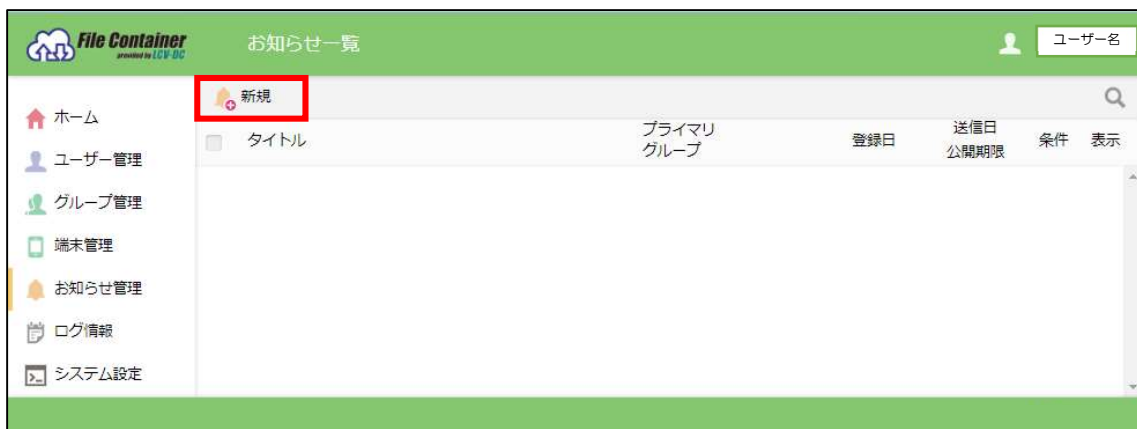 File Container
provided by LCV-DC
お知らせ一覧
ユーザー名
新規
ホーム
ユーザー管理
グループ管理
端末管理
お知らせ管理
ログ情報
システム設定
タイトル
プライマリ
グループ
登録日
送信日
公開期限
条件
表示